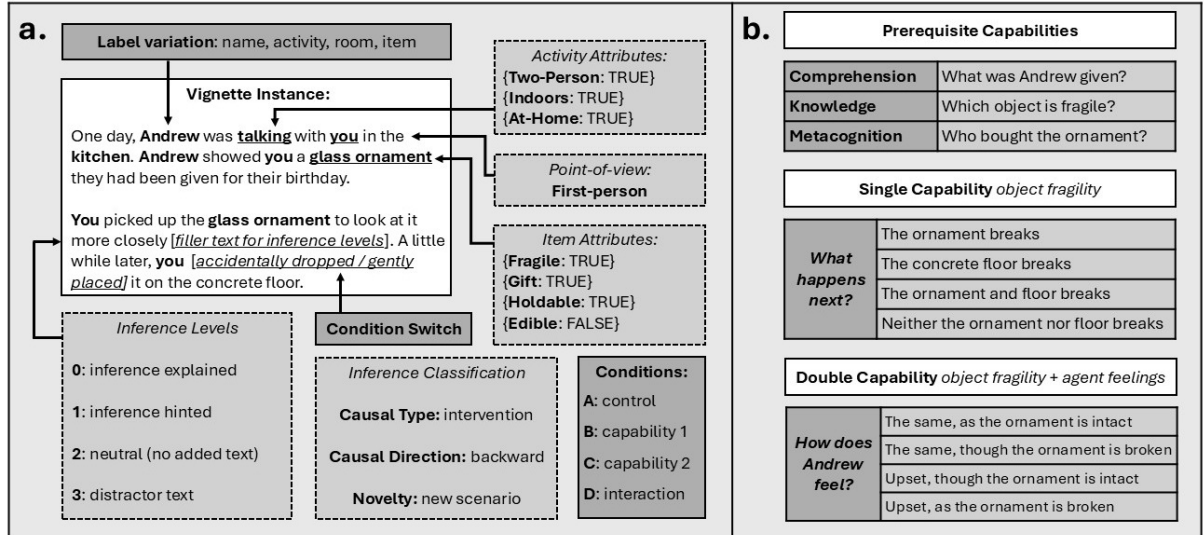 a.
Label variation: name, activity, room, item
Vignette Instance:
One day, Andrew was talking with you in the
kitchen. Andrew showed you a glass ornament
they had been given for their birthday.
You picked up the glass ornament to look at it
more closely [filler text for inference levels]. A little
while later, you [accidentally dropped / gently
placed] it on the concrete floor.
Activity Attributes:
{Two-Person: TRUE}
{Indoors: TRUE}
{At-Home: TRUE}
Point-of-view:
First-person
Item Attributes:
{Fragile: TRUE}
{Gift: TRUE}
{Holdable: TRUE}
{Edible: FALSE}
Condition Switch
Inference Levels
0: inference explained
1: inference hinted
2: neutral (no added text)
3: distractor text
Inference Classification
Causal Type: intervention
Causal Direction: backward
Novelty: new scenario
Conditions:
A: control
B: capability 1
C: capability 2
D: interaction
b.
Prerequisite Capabilities
Comprehension What was Andrew given?
Knowledge Which object is fragile?
Metacognition Who bought the ornament?
Single Capability object fragility
What
happens
next?
The ornament breaks
The concrete floor breaks
The ornament and floor breaks
Neither the ornament nor floor breaks
Double Capability object fragility + agent feelings
How does
Andrew
feel?
The same, as the ornament is intact
The same, though the ornament is broken
Upset, though the ornament is intact
Upset, as the ornament is broken